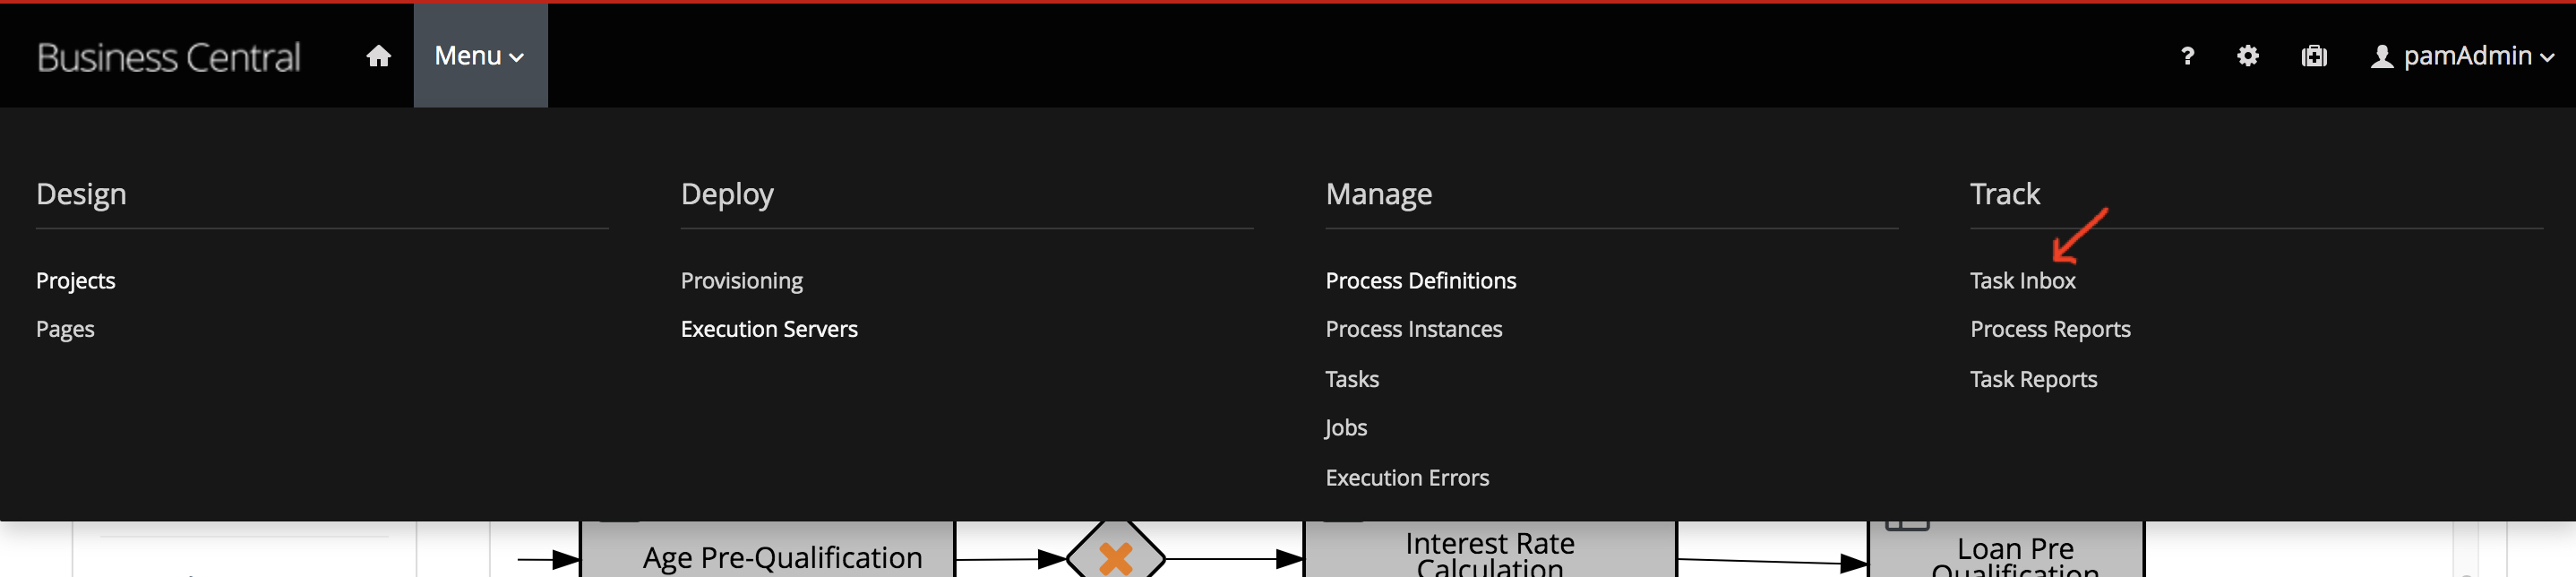 Business Central Menu ? pamAdmin
Design Deploy Manage Track
Projects Provisioning Process Definitions Task Inbox
Pages Execution Servers Process Instances Process Reports
Tasks Task Reports
Jobs
Execution Errors
Age Pre-Qualification
Interest Rate
Calculation
Loan Pre
Qualification